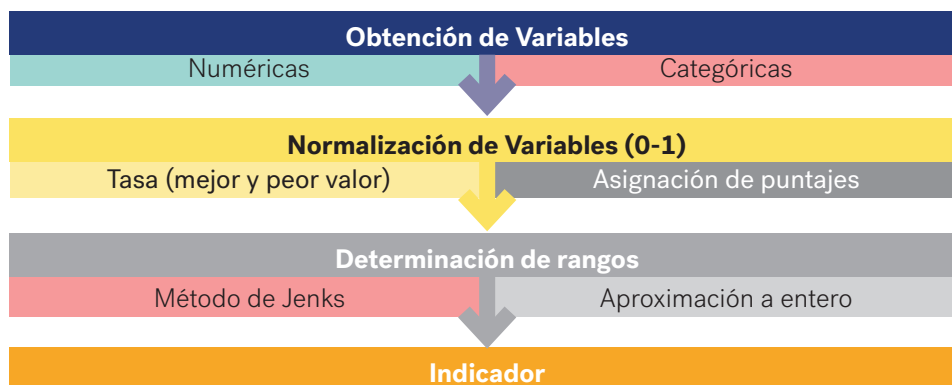 Obtención de Variables
Numéricas
Categóricas
Normalización de Variables (0-1)
Tasa (mejor y peor valor)
Asignación de puntajes
Determinación de rangos
Método de Jenks
Aproximación a entero
Indicador